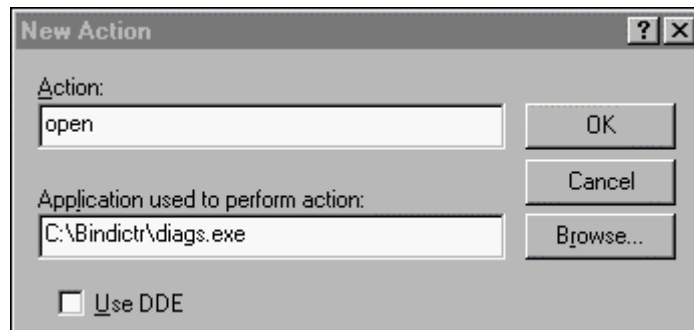 New Action
Action:
open
OK
Cancel
Application used to perform action:
C:\Bindictr\diags.exe
Browse...
Use DDE